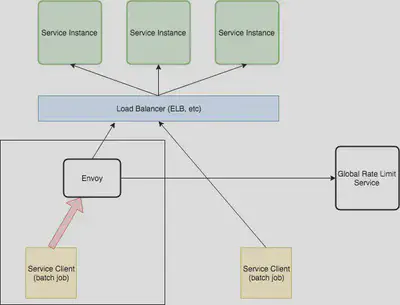 Service Instance
Service Instance
Service Instance
Load Balancer (ELB, etc)
Envoy
Global Rate Limit
Service
Service Client
(batch job)
Service Client
(batch job)